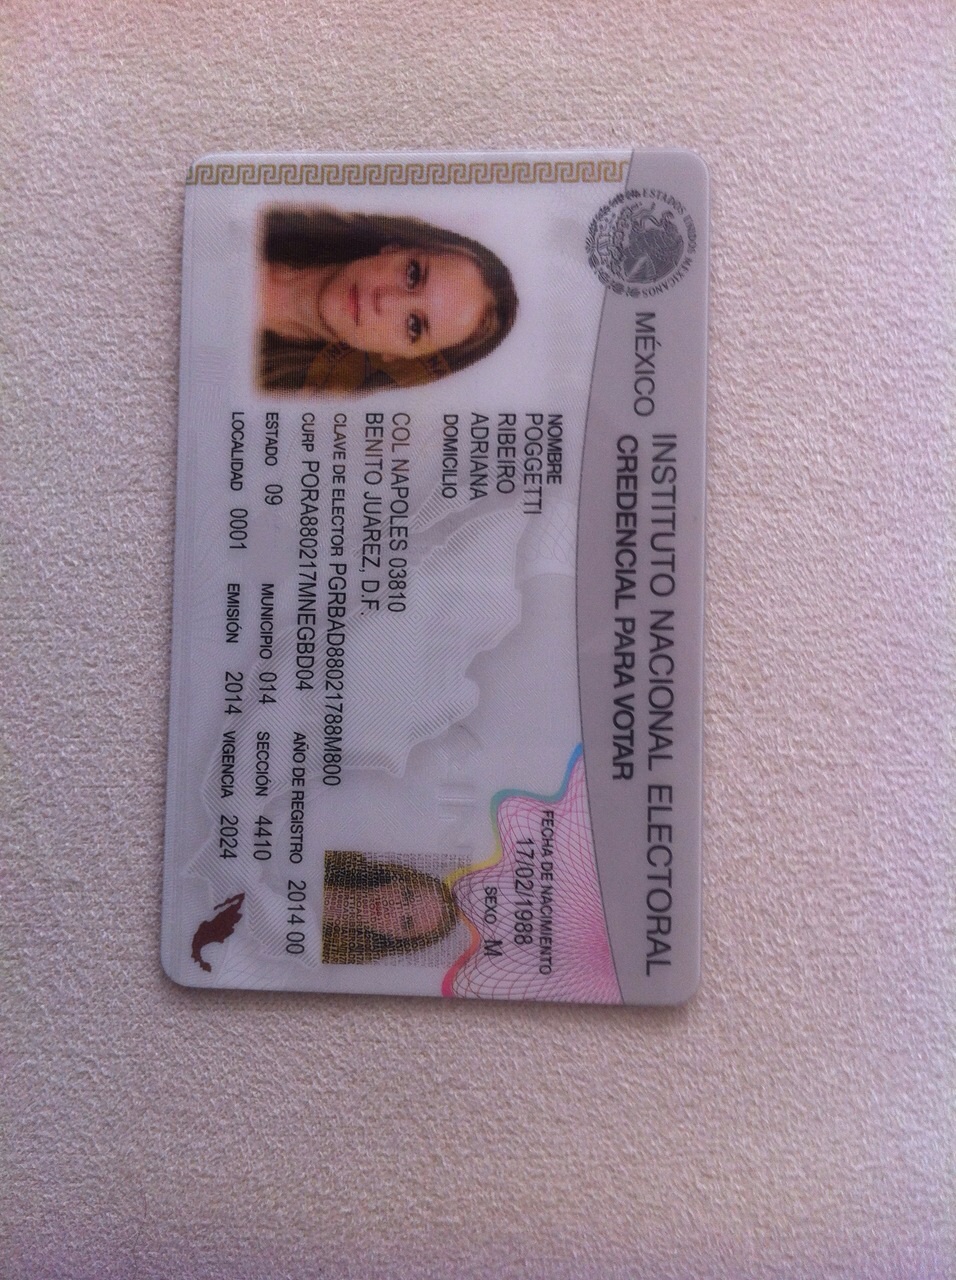 ESTADOS UNIDOS MEXICANOS
MÉXICO INSTITUTO NACIONAL ELECTORAL
CREDENCIAL PARA VOTAR
NOMBRE
POGGETTI
RIBEIRO
ADRIANA
DOMICILIO
COL NAPOLES 03810
BENITO JUAREZ, D.F.
FECHA DE NACIMIENTO
17/02/1988
SEXO M
CLAVE DE ELECTOR PGRBAD88021788M800
CURP PORA880217MNEGBD04 AÑO DE REGISTRO 2014 00
ESTADO 09 MUNICIPIO 014 SECCIÓN 4410
LOCALIDAD 0001 EMISIÓN 2014 VIGENCIA 2024